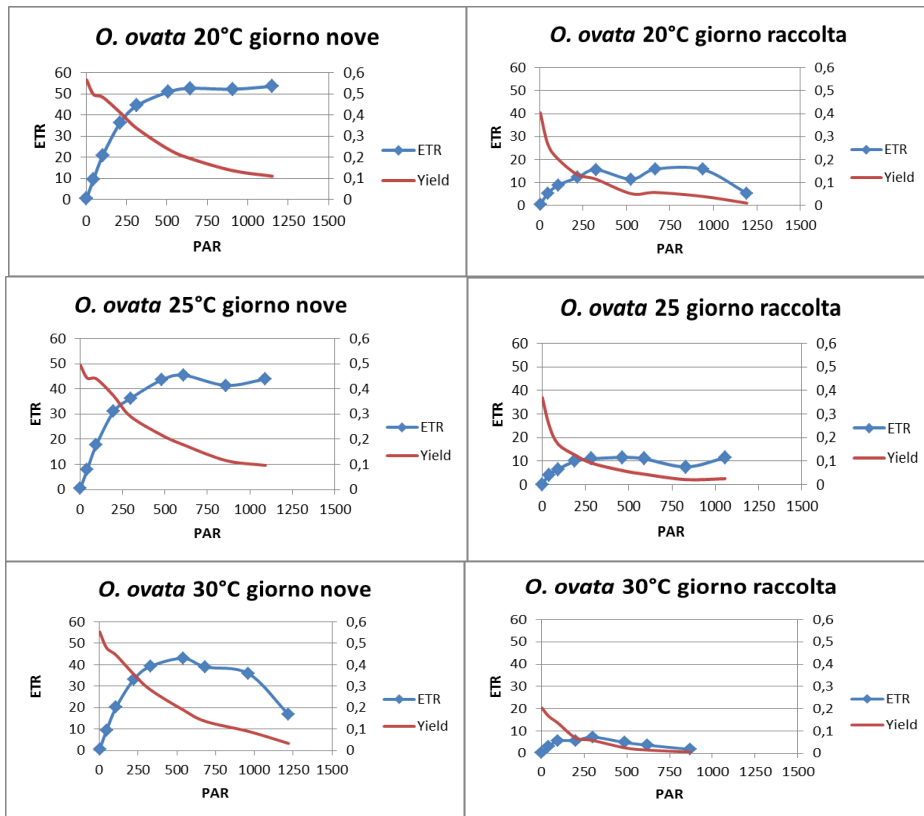 O. ovata 20°C giorno nove
60 0,6
50 0,5
40 0,4
30 0,3
20 0,2
10 0,1
0 0
ETR
ETR
Yield
0 250 500 750 1000 1250 1500
PAR
O. ovata 20°C giorno raccolta
60 0,6
50 0,5
40 0,4
30 0,3
20 0,2
10 0,1
0 0
ETR
ETR
Yield
0 250 500 750 1000 1250 1500
PAR
O. ovata 25°C giorno nove
60 0,6
50 0,5
40 0,4
30 0,3
20 0,2
10 0,1
0 0
ETR
ETR
Yield
0 250 500 750 1000 1250 1500
PAR
O. ovata 25 giorno raccolta
60 0,6
50 0,5
40 0,4
30 0,3
20 0,2
10 0,1
0 0
ETR
ETR
Yield
0 250 500 750 1000 1250 1500
PAR
O. ovata 30°C giorno nove
60 0,6
50 0,5
40 0,4
30 0,3
20 0,2
10 0,1
0 0
ETR
ETR
Yield
0 250 500 750 1000 1250 1500
PAR
O. ovata 30°C giorno raccolta
60 0,6
50 0,5
40 0,4
30 0,3
20 0,2
10 0,1
0 0
ETR
ETR
Yield
0 250 500 750 1000 1250 1500
PAR